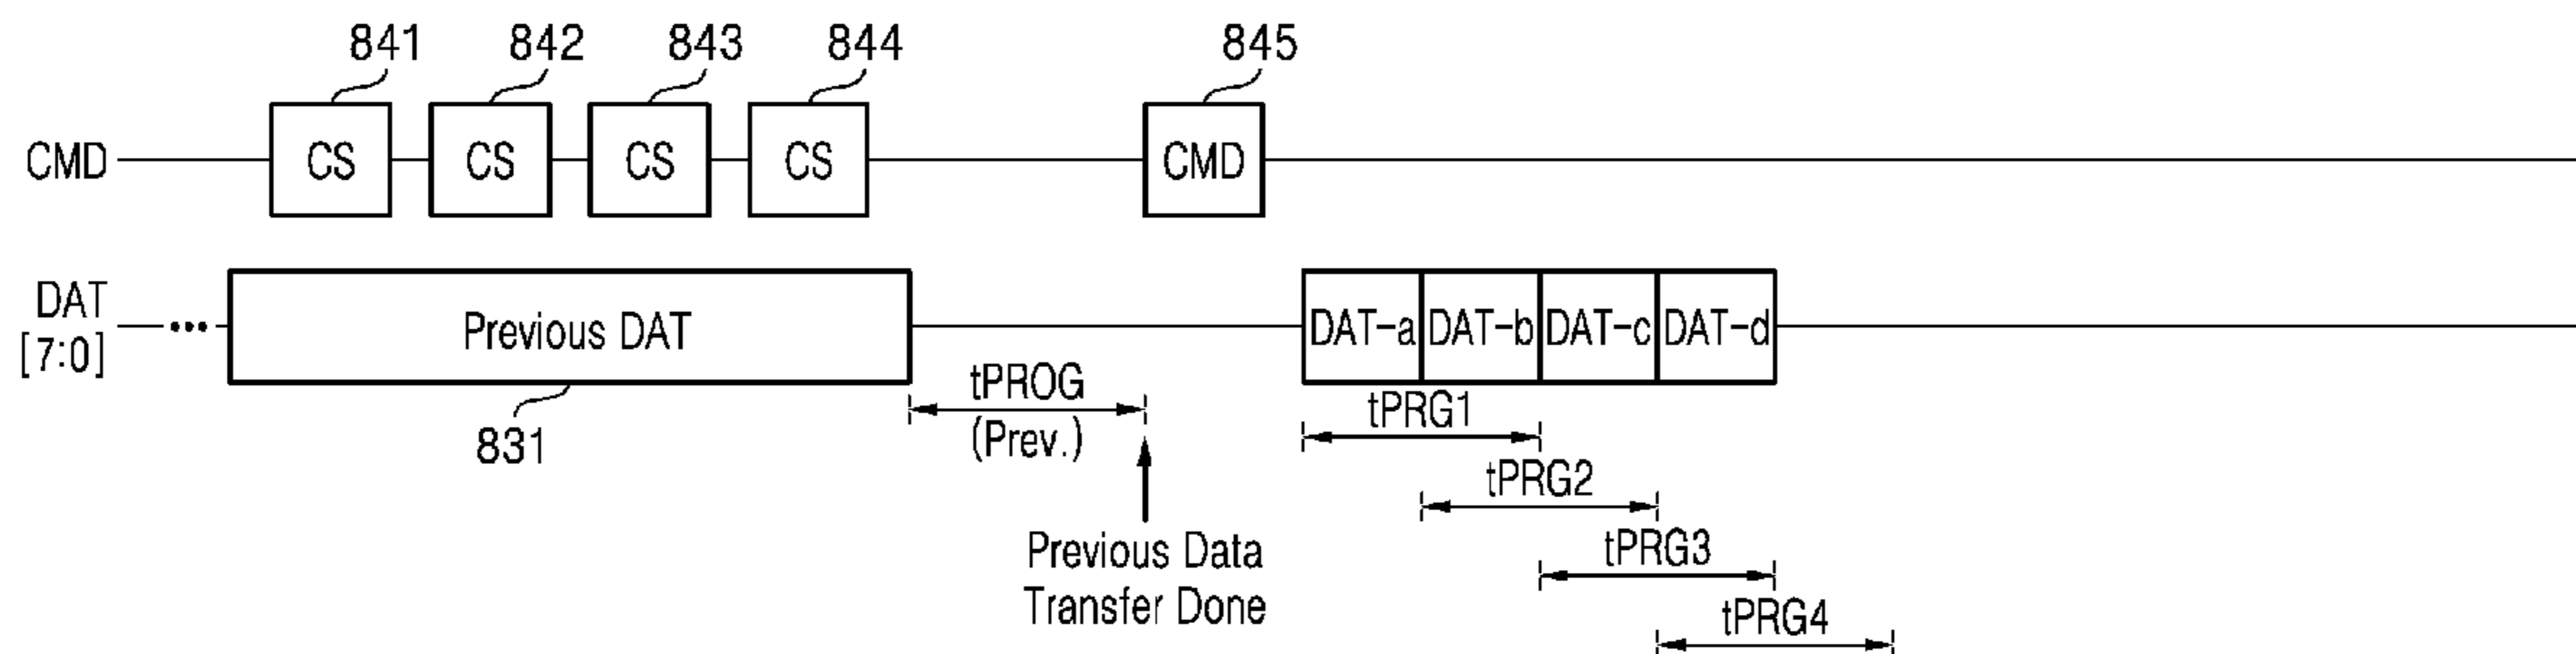 841 842 843 844 845
CMD CS CS CS CS CMD
DAT
[7:0]
Previous DAT DAT-a DAT-b DAT-c DAT-d
831
tPROG
(Prev.)
Previous Data
Transfer Done
tPRG1
tPRG2
tPRG3
tPRG4